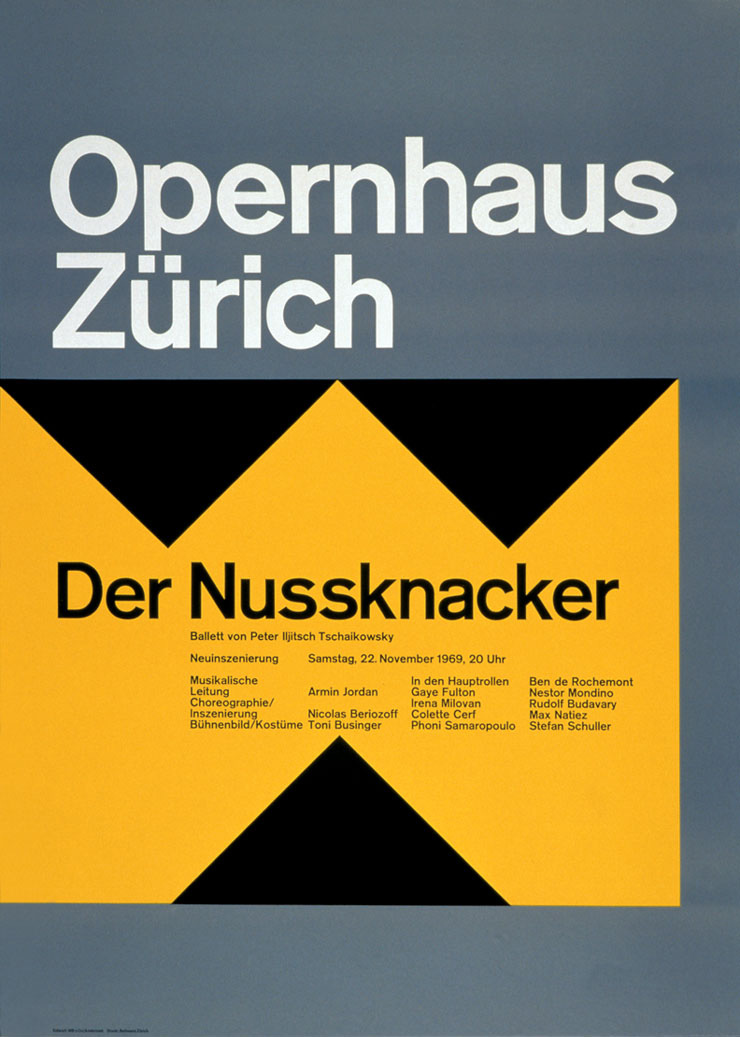 Opernhaus
Zürich
Der Nussknacker
Ballett von Peter Iljitsch Tschaikowsky
Neuinszenierung Samstag, 22. November 1969, 20 Uhr
Musikalische
Leitung Armin Jordan
Choreographie/
Inszenierung Nicolas Beriozoff
Bühnenbild/Kostüme Toni Businger
In den Hauptrollen
Gaye Fulton
Irena Milovan
Colette Cerf
Phoni Samaropoulo
Ben de Rochemont
Nestor Mondino
Rudolf Budavary
Max Natiez
Stefan Schuller